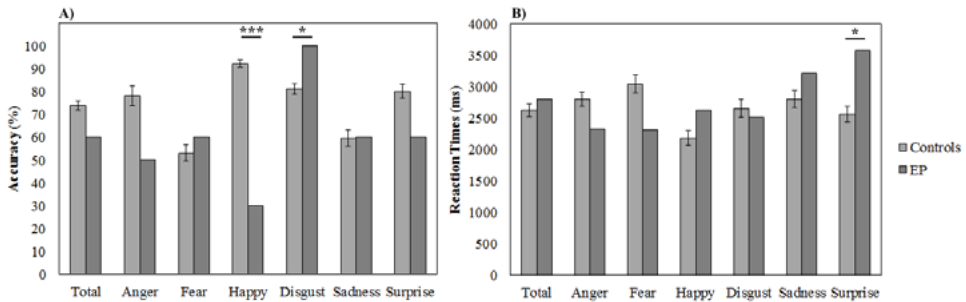 A)
***
*
100
90
80
70
60
50
40
30
20
10
0
Accuracy (%)
Total Anger Fear Happy Disgust Sadness Surprise
B)
*
4000
3500
3000
2500
2000
1500
1000
500
0
Reaction Times (ms)
Total Anger Fear Happy Disgust Sadness Surprise
Controls
EP